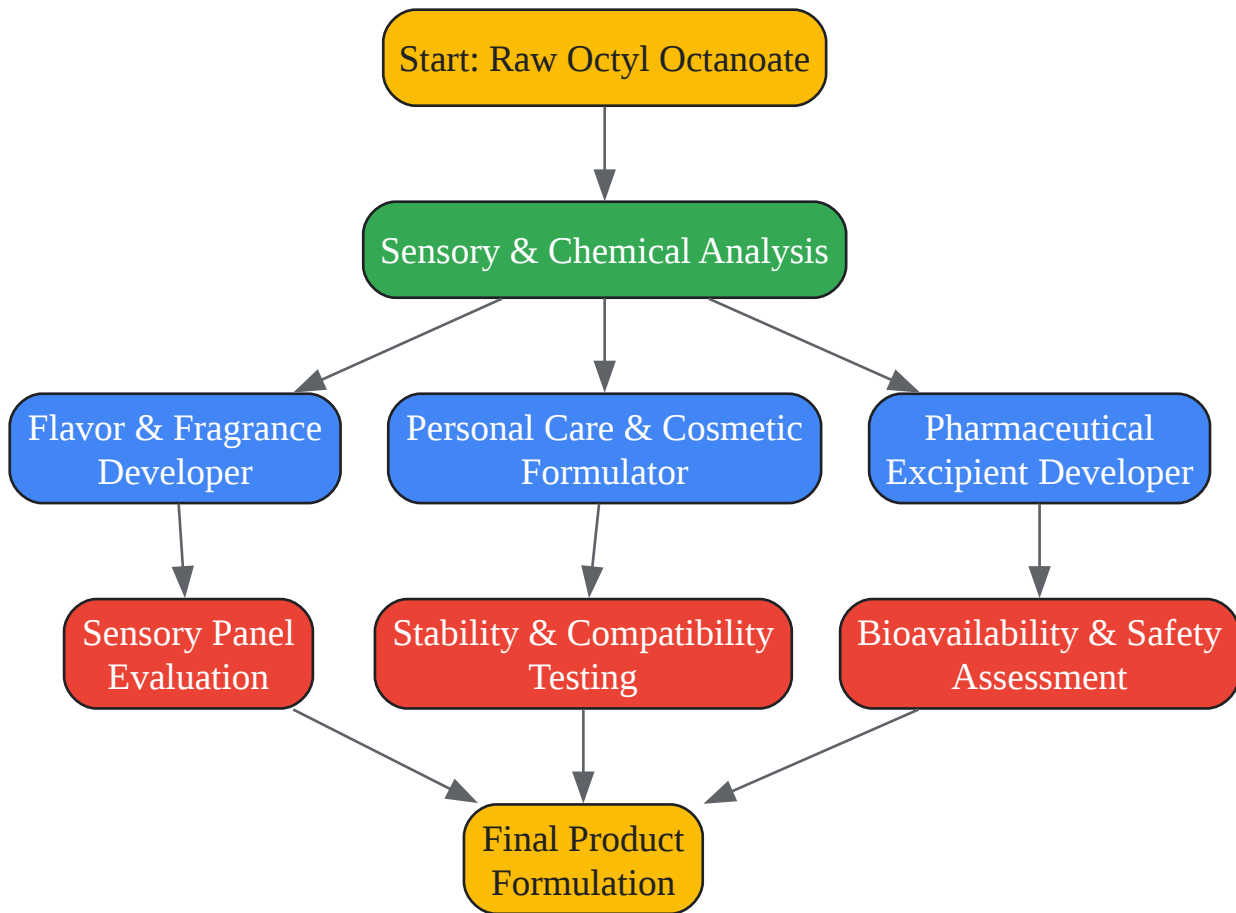 Start: Raw Octyl Octanoate
Sensory & Chemical Analysis
Flavor & Fragrance
Developer
Personal Care & Cosmetic
Formulator
Pharmaceutical
Excipient Developer
Sensory Panel
Evaluation
Stability & Compatibility
Testing
Bioavailability & Safety
Assessment
Final Product
Formulation